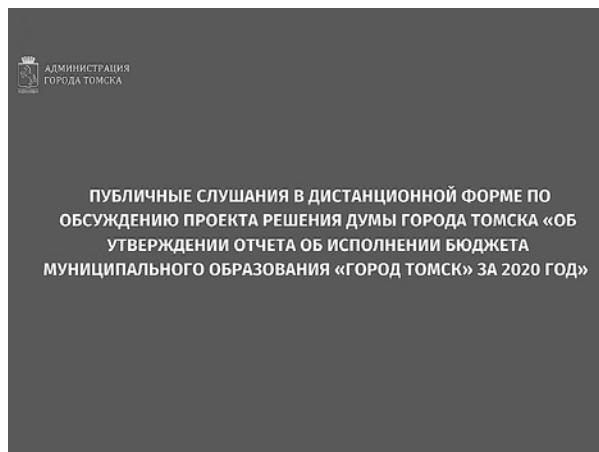 АДМИНИСТРАЦИЯ
ГОРОДА ТОМСКА
ПУБЛИЧНЫЕ СЛУШАНИЯ В ДИСТАНЦИОННОЙ ФОРМЕ ПО
ОБСУЖДЕНИЮ ПРОЕКТА РЕШЕНИЯ ДУМЫ ГОРОДА ТОМСКА «ОБ
УТВЕРЖДЕНИИ ОТЧЕТА ОБ ИСПОЛНЕНИИ БЮДЖЕТА
МУНИЦИПАЛЬНОГО ОБРАЗОВАНИЯ «ГОРОД ТОМСК» ЗА 2020 ГОД»